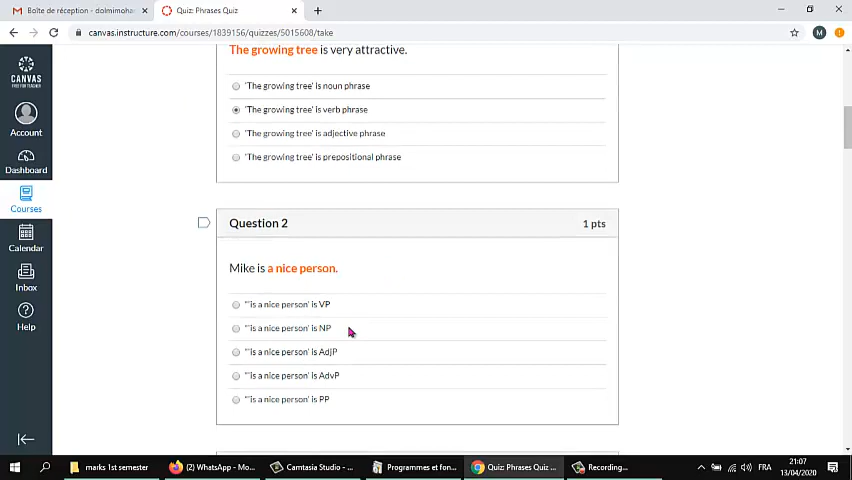 Boîte de réception - dolmimoham
Quiz: Phrases Quiz
canvas.instructure.com/courses/1839156/quizzes/5015608/take
M
CANVAS
FREE FOR TEACHER
Account
Dashboard
Courses
Calendar
Inbox
Help
The growing tree is very attractive.
'The growing tree' is noun phrase
'The growing tree' is verb phrase
'The growing tree' is adjective phrase
'The growing tree' is prepositional phrase
Question 2
1 pts
Mike is a nice person.
"'is a nice person' is VP
"'is a nice person' is NP
"'is a nice person' is AdjP
"'is a nice person' is AdvP
"'is a nice person' is PP
marks 1st semester
(2) WhatsApp - Mo...
Camtasia Studio - ...
Programmes et fon...
Quiz: Phrases Quiz ...
Recording...
FRA
21:07
13/04/2020